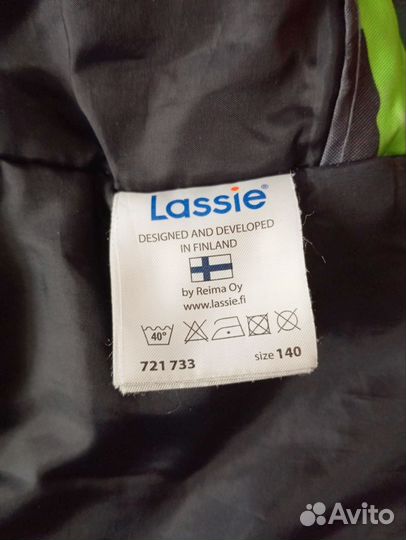 Lassie®
DESIGNED AND DEVELOPED
IN FINLAND
by Reima Oy
www.lassie.fi
40°
721 733 size 140
Avito